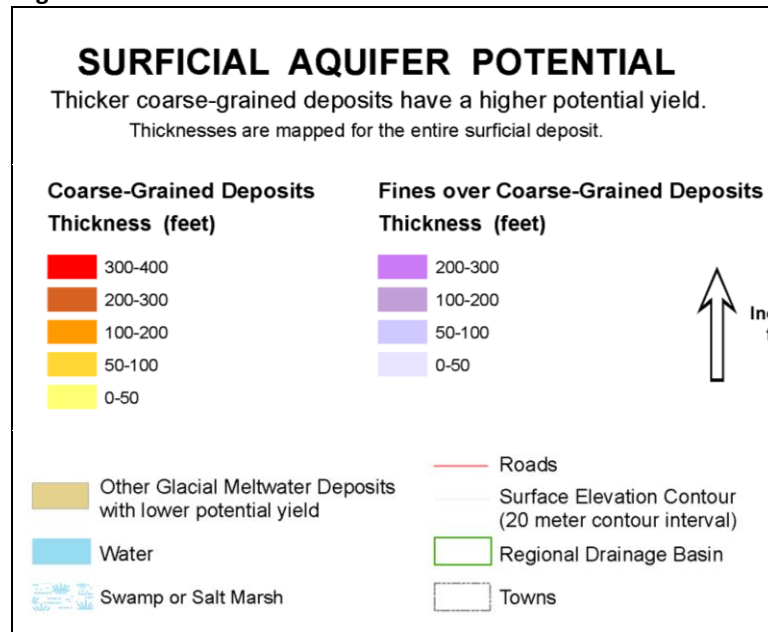 SURFICIAL AQUIFER POTENTIAL
Thicker coarse-grained deposits have a higher potential yield.
Thicknesses are mapped for the entire surficial deposit.
Coarse-Grained Deposits
Thickness (feet)
300-400
200-300
100-200
50-100
0-50
Fines over Coarse-Grained Deposits
Thickness (feet)
200-300
100-200
50-100
0-50
Other Glacial Meltwater Deposits
with lower potential yield
Water
Swamp or Salt Marsh
Roads
Surface Elevation Contour
(20 meter contour interval)
Regional Drainage Basin
Towns